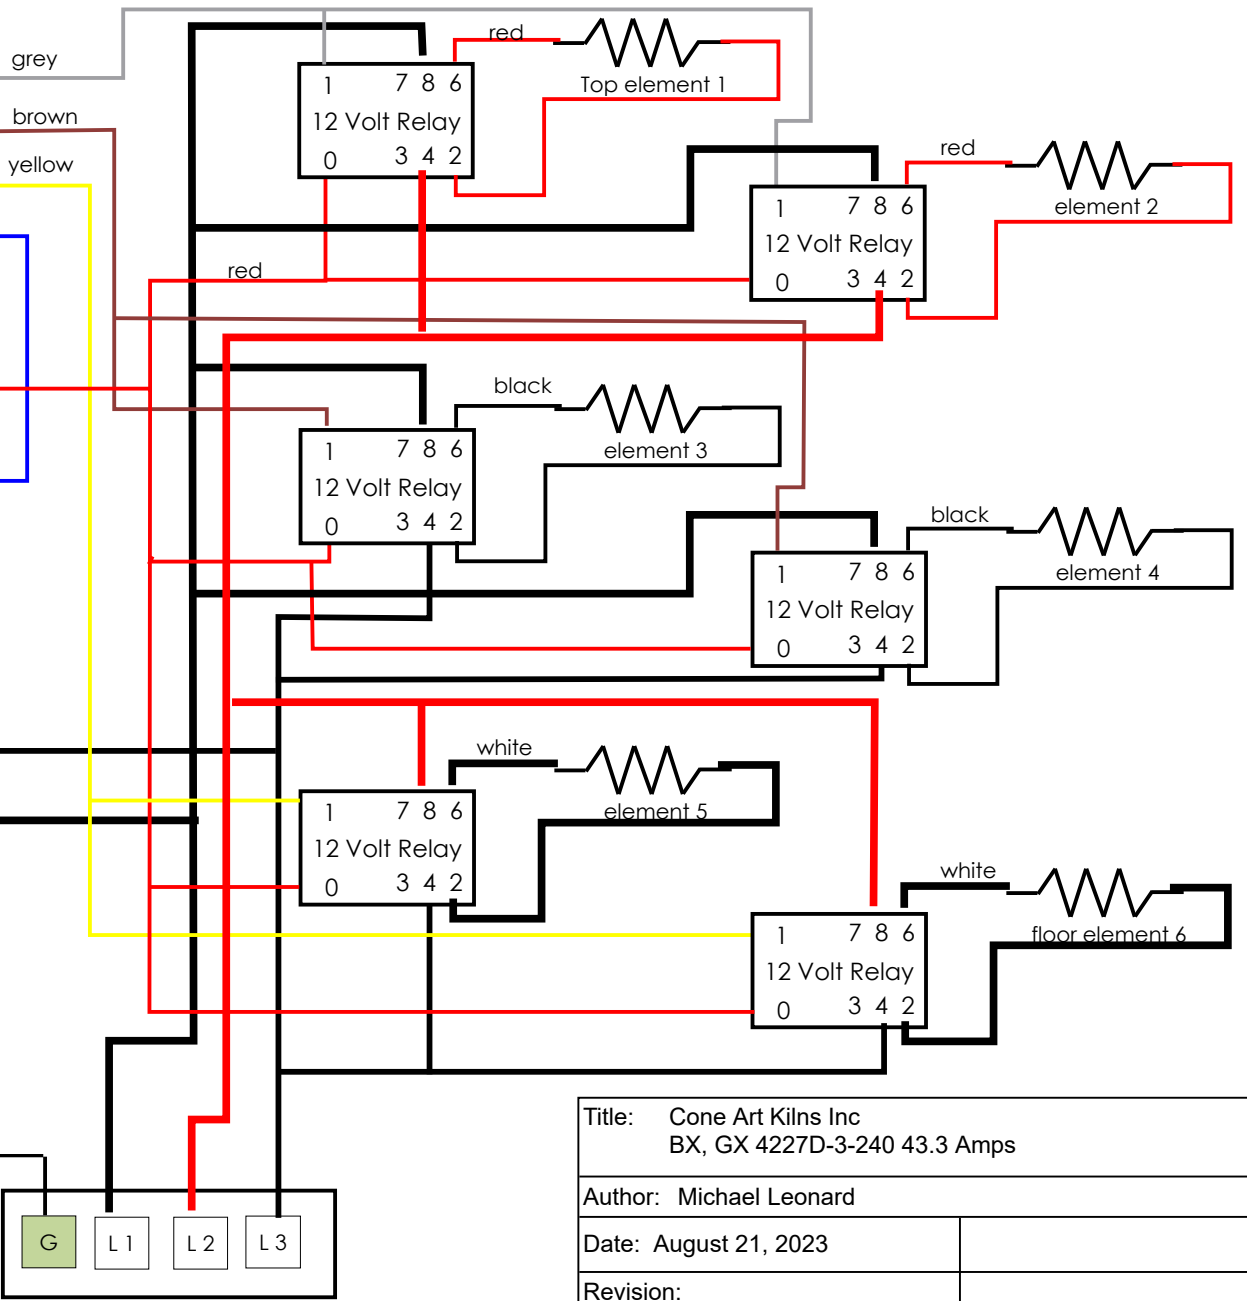 grey
brown
yellow
red
1 7 8 6
12 Volt Relay
0 3 4 2
red
Top element 1
1 7 8 6
12 Volt Relay
0 3 4 2
red
element 2
1 7 8 6
12 Volt Relay
0 3 4 2
black
element 3
1 7 8 6
12 Volt Relay
0 3 4 2
black
element 4
1 7 8 6
12 Volt Relay
0 3 4 2
white
element 5
1 7 8 6
12 Volt Relay
0 3 4 2
white
floor element 6
G L 1 L 2 L 3
Title: Cone Art Kilns Inc
BX, GX 4227D-3-240 43.3 Amps
Author: Michael Leonard
Date: August 21, 2023
Revision: